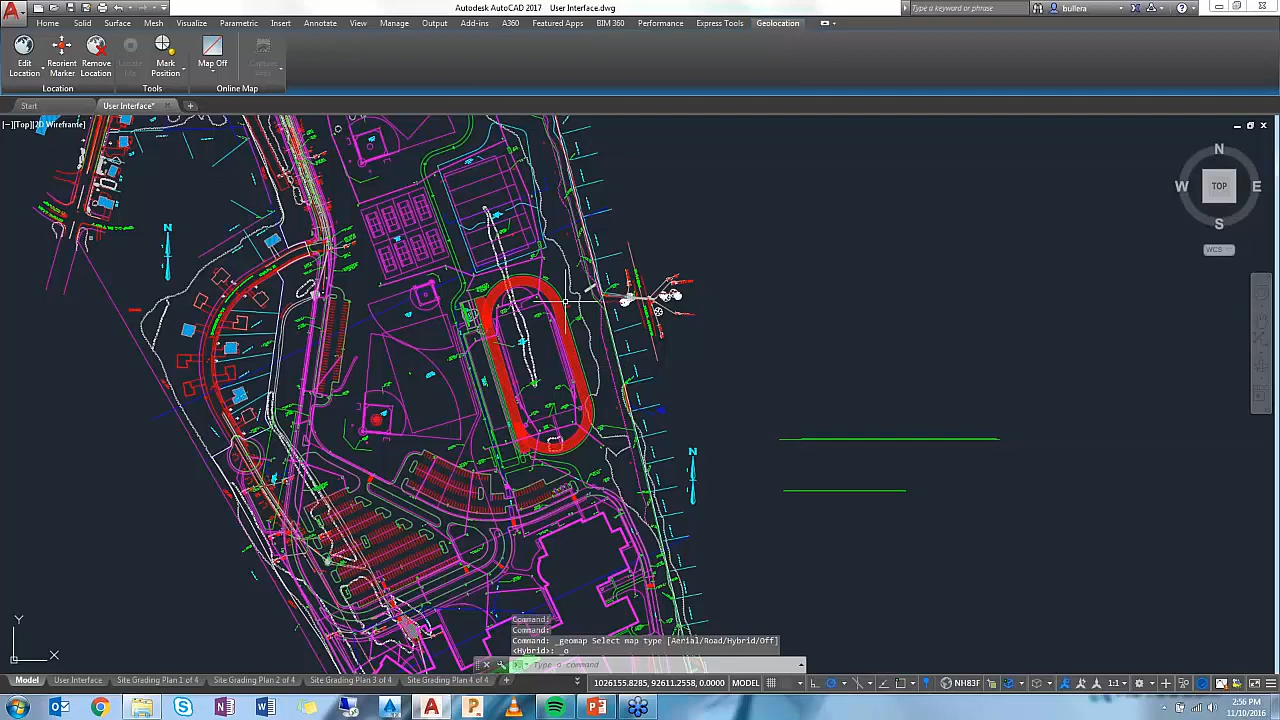 Autodesk AutoCAD 2017 User Interface.dwg
Type a keyword or phrase
bullera
Home Solid Surface Mesh Visualize Parametric Insert Annotate View Manage Output Add-ins A360 Featured Apps BIM 360 Performance Express Tools Geolocation
Edit Location
Reorient Marker
Remove Location
Locate Me
Mark Position
Map Off
Capture Area
Location Tools Online Map
Start User Interface*
[−][Top][2D Wireframe]
N
W TOP E
S
WCS
N
N
Y
X
Command:
Command:
Command: _geomap Select map type [Aerial/Road/Hybrid/Off]
<Hybrid>: _o
Type a command
Model User Interface Site Grading Plan 1 of 4 Site Grading Plan 2 of 4 Site Grading Plan 3 of 4 Site Grading Plan 4 of 4
1026155.8285, 92611.2558, 0.0000 MODEL NH83F 1:1
2:56 PM
11/10/2016